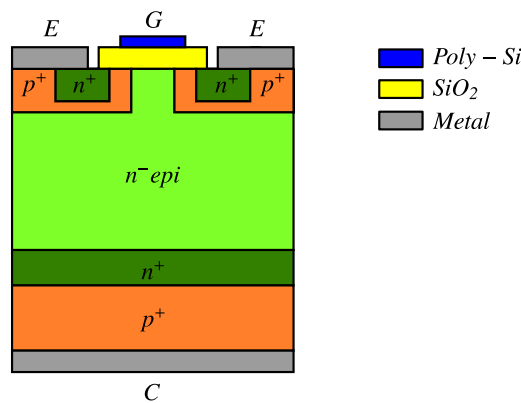 E G E
p⁺ n⁺ n⁺ p⁺
n⁻epi
n⁺
p⁺
C
Poly − Si
SiO₂
Metal